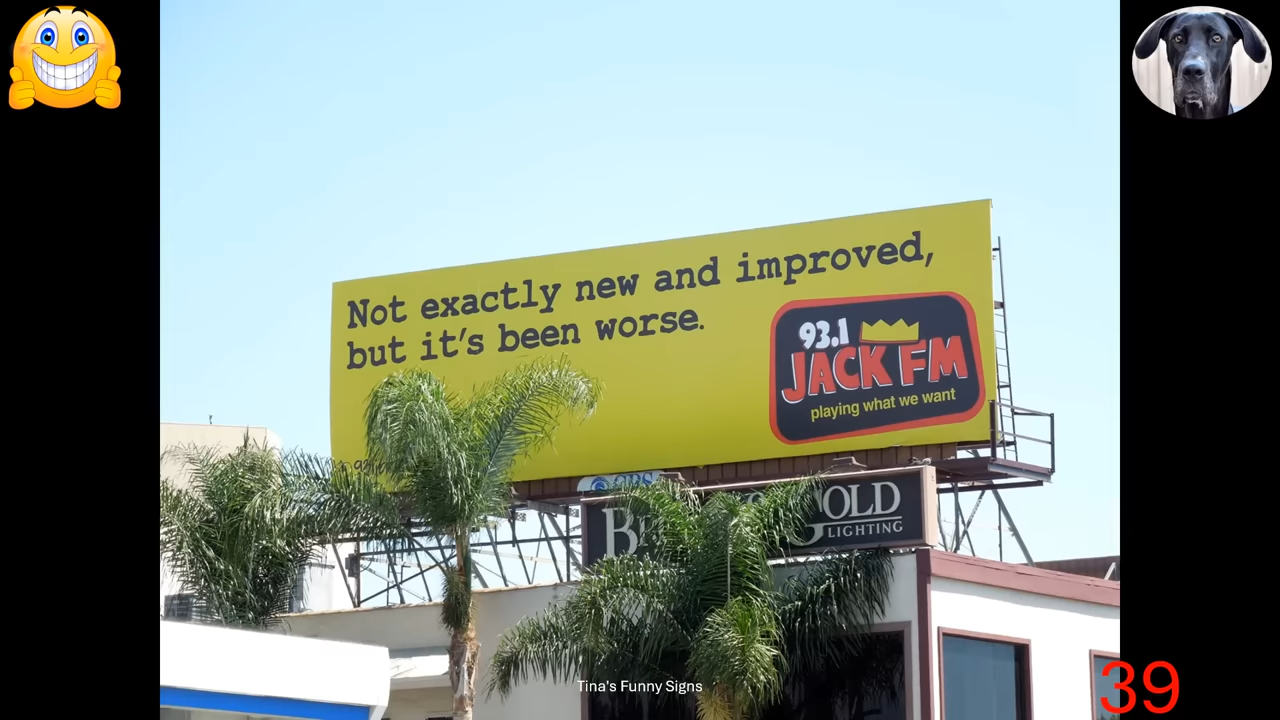 Not exactly new and improved,
but it's been worse.
93.1
JACK FM
playing what we want
CBS
LIGHTING
Tina's Funny Signs
39